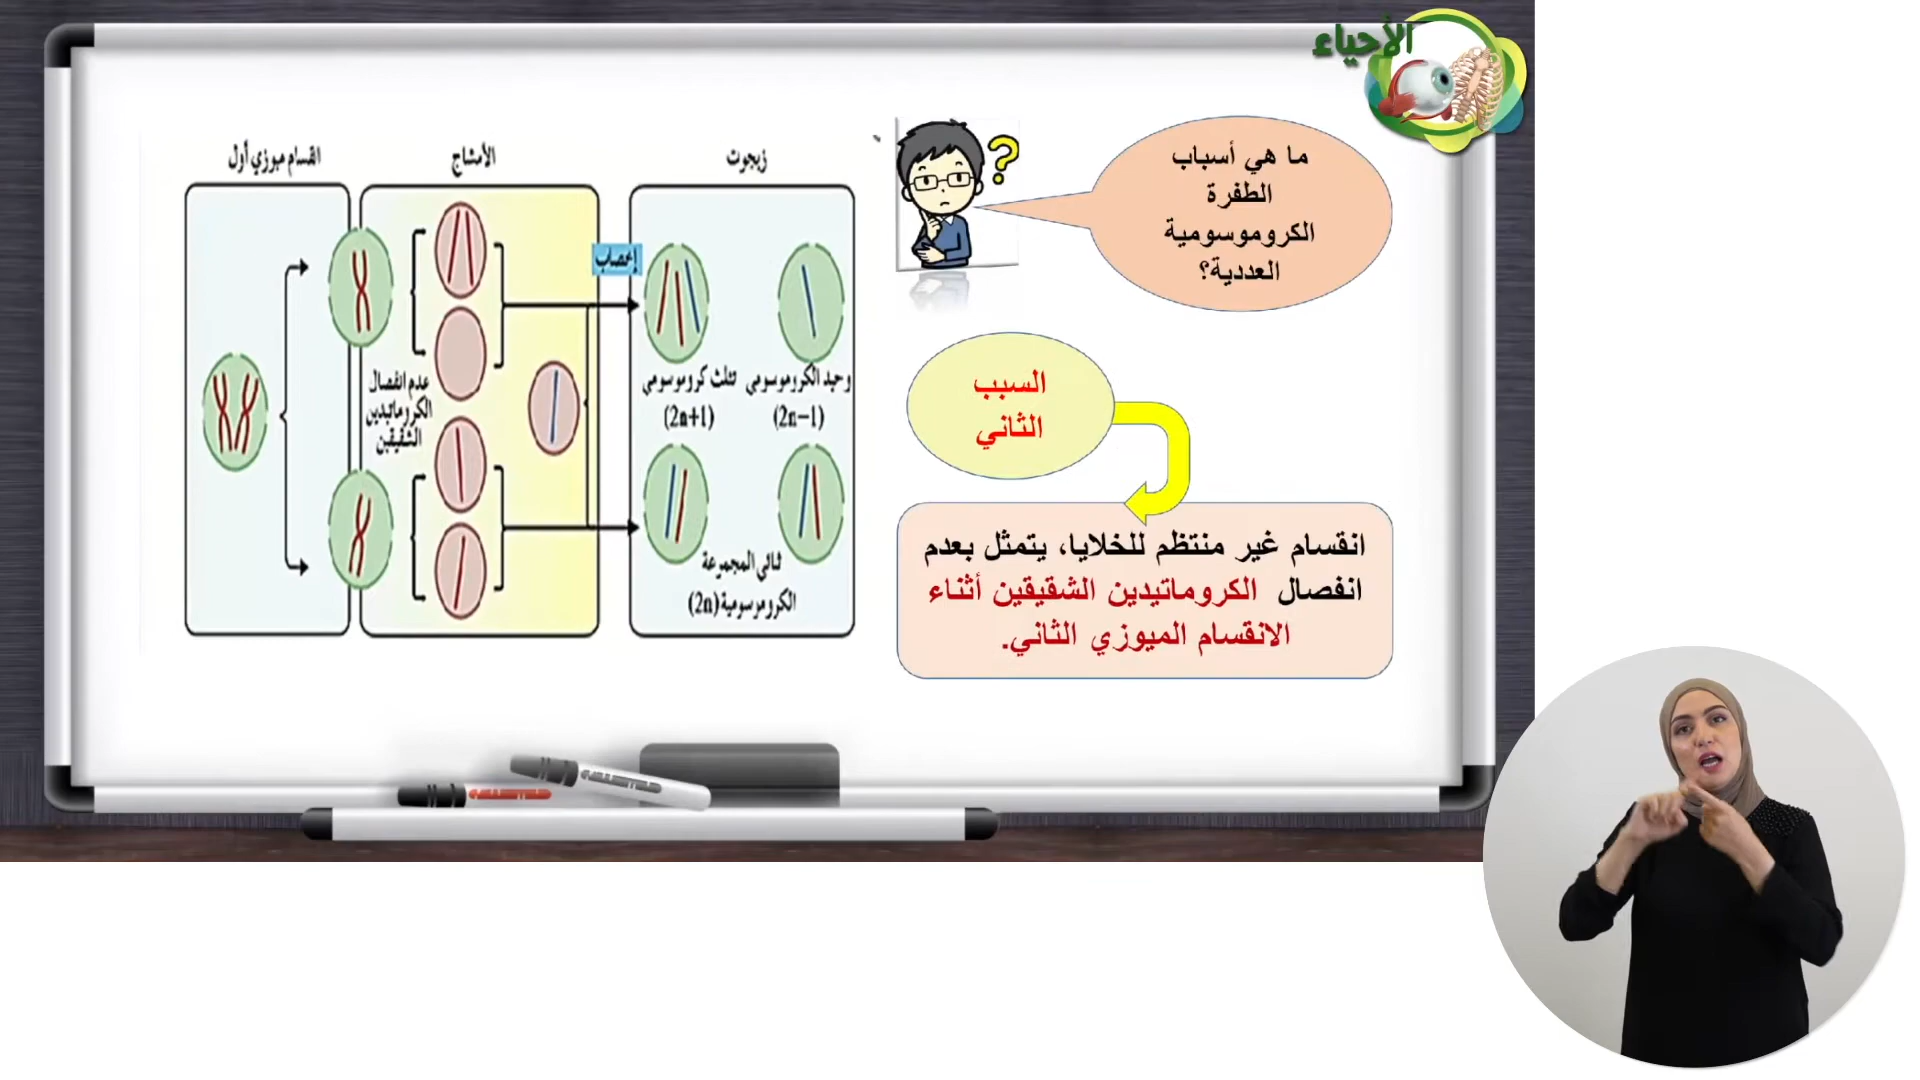 الأحياء
ما هي أسباب
الطفرة
الكروموسومية
العددية؟
السبب
الثاني
انقسام غير منتظم للخلايا، يتمثل بعدم
انفصال الكروماتيدين الشقيقين أثناء
الانقسام الميوزي الثاني.
زيجوت
الأمشاج
انقسام ميوزي أول
إخصاب
وحيد الكروموسومي
(2n−1)
تثلث كروموسومي
(2n+1)
ثنائي المجموعة
الكروموسومية (2n)
عدم انفصال
الكروماتيدين
الشقيقين